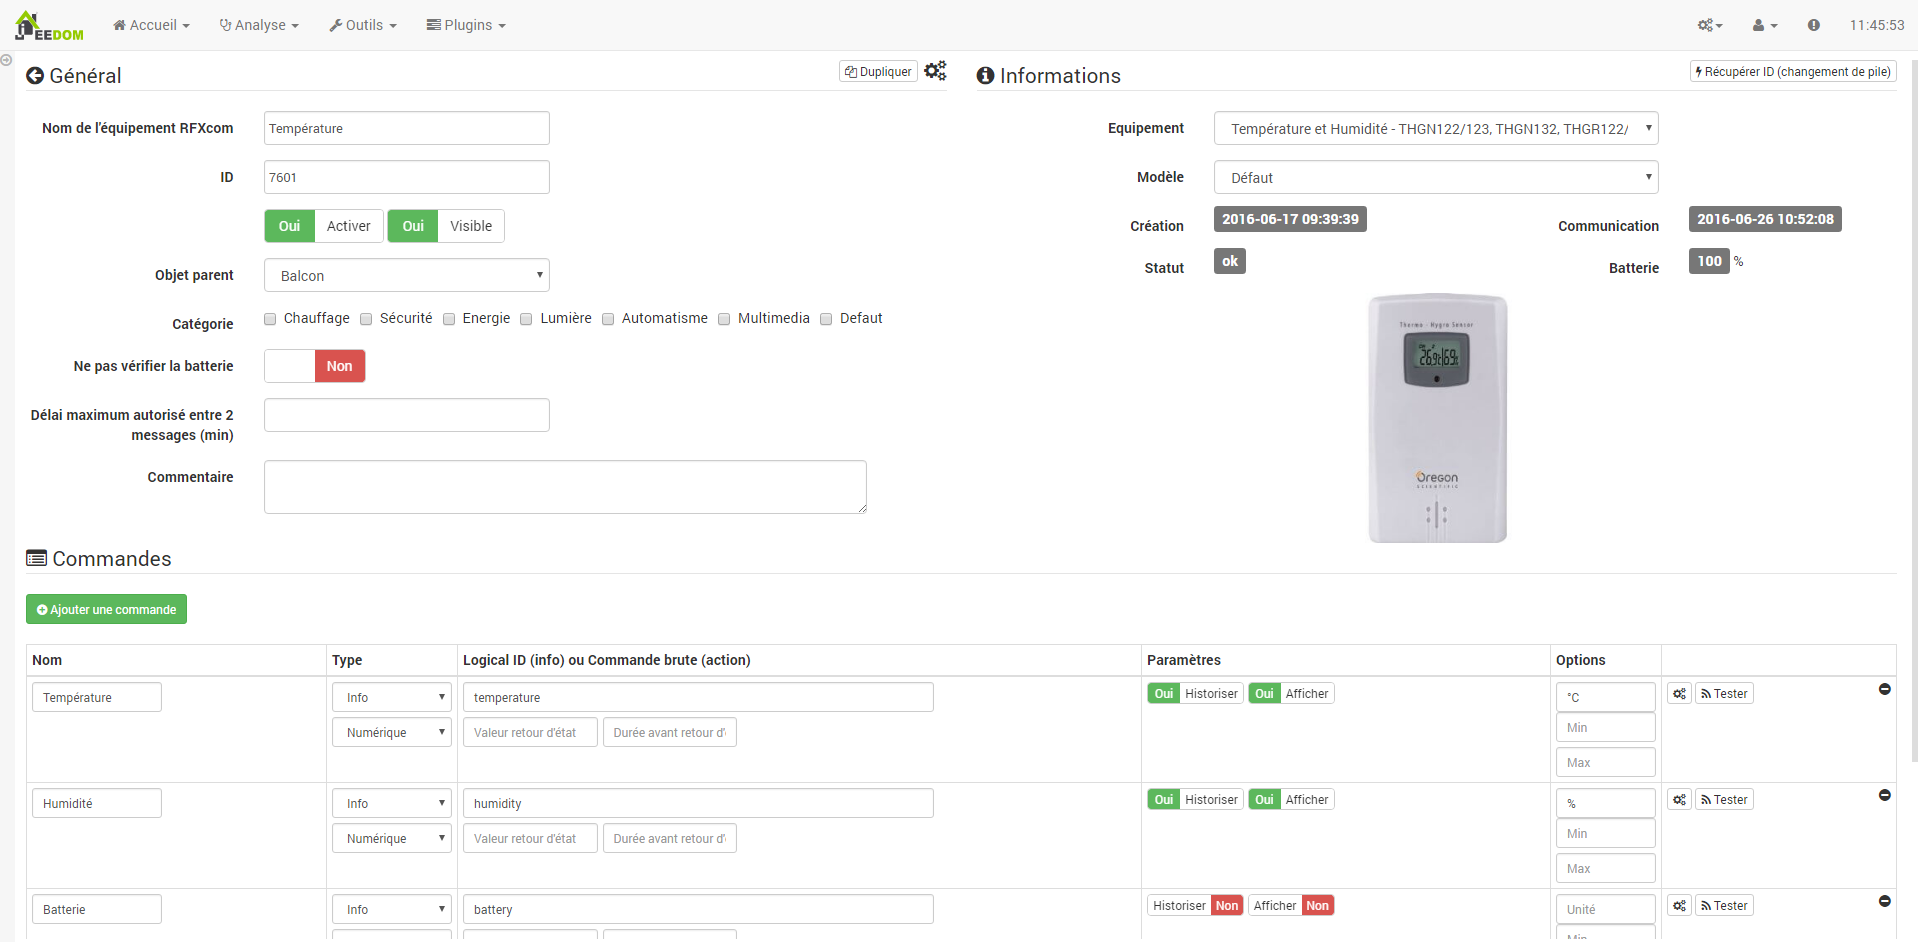 JEEDOM Accueil Analyse Outils Plugins 11:45:53
Général Dupliquer
Nom de l'équipement RFXcom Température
ID 7601
Oui Activer Oui Visible
Objet parent Balcon
Catégorie Chauffage Sécurité Energie Lumière Automatisme Multimedia Defaut
Ne pas vérifier la batterie Non
Délai maximum autorisé entre 2
messages (min)
Commentaire
Informations Récupérer ID (changement de pile)
Equipement Température et Humidité - THGN122/123, THGN132, THGR122/
Modèle Défaut
Création 2016-06-17 09:39:39 Communication 2016-06-26 10:52:08
Statut ok Batterie 100 %
Thermo - Hygro Sensor
Oregon
SCIENTIFIC
Commandes
Ajouter une commande
Nom Type Logical ID (info) ou Commande brute (action) Paramètres Options
Température Info temperature Oui Historiser Oui Afficher °C Tester
Numérique Valeur retour d'état Durée avant retour d' Min
Max
Humidité Info humidity Oui Historiser Oui Afficher % Tester
Numérique Valeur retour d'état Durée avant retour d' Min
Max
Batterie Info battery Historiser Non Afficher Non Unité Tester
Min